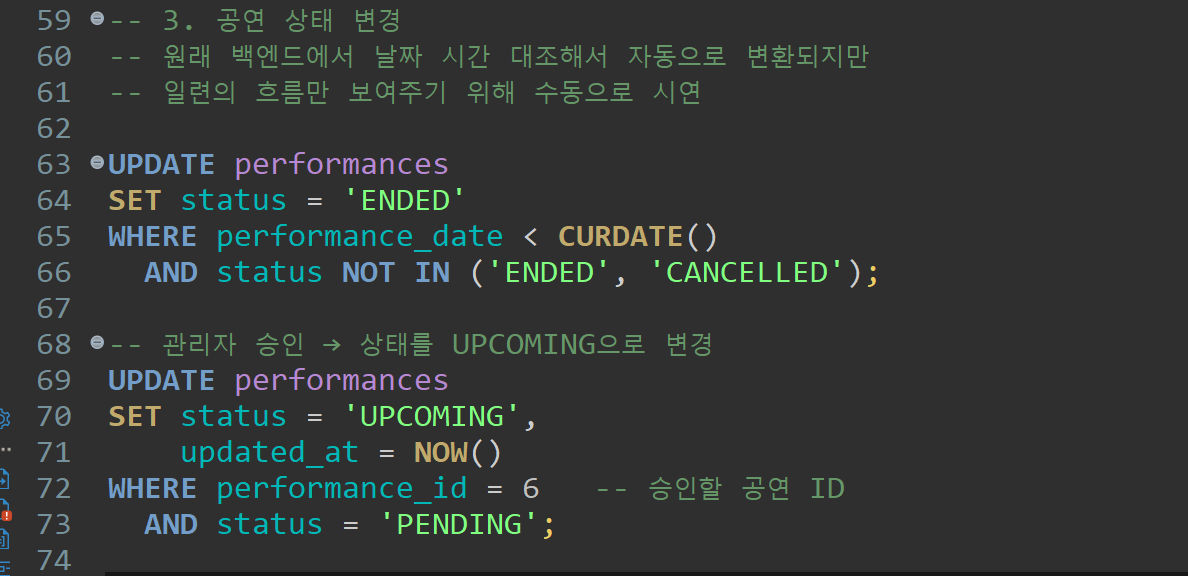 59 -- 3. 공연 상태 변경
60 -- 원래 백엔드에서 날짜 시간 대조해서 자동으로 변환되지만
61 -- 일련의 흐름만 보여주기 위해 수동으로 시연
62
63 UPDATE performances
64 SET status = 'ENDED'
65 WHERE performance_date < CURDATE()
66   AND status NOT IN ('ENDED', 'CANCELLED');
67
68 -- 관리자 승인 → 상태를 UPCOMING으로 변경
69 UPDATE performances
70 SET status = 'UPCOMING',
71     updated_at = NOW()
72 WHERE performance_id = 6   -- 승인할 공연 ID
73   AND status = 'PENDING';
74